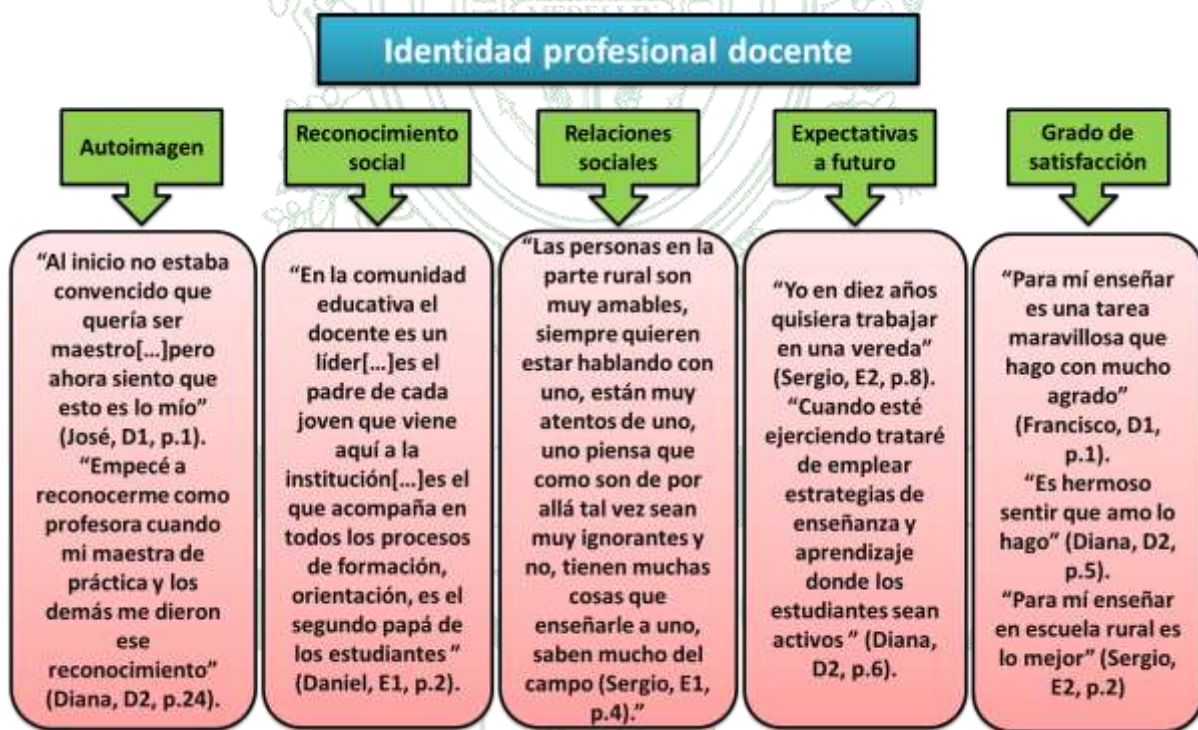 Identidad profesional docente
Autoimagen
“Al inicio no estaba
convencido que
quería ser
maestro[…]pero
ahora siento que
esto es lo mío”
(José, D1, p.1).
“Empecé a
reconocerme como
profesora cuando
mi maestra de
práctica y los
demás me dieron
ese
reconocimiento”
(Diana, D2, p.24).
Reconocimiento
social
“En la comunidad
educativa el
docente es un
líder[…]es el
padre de cada
joven que viene
aquí a la
institución[…]es el
que acompaña en
todos los procesos
de formación,
orientación, es el
segundo papá de
los estudiantes ”
(Daniel, E1, p.2).
Relaciones
sociales
“Las personas en la
parte rural son
muy amables,
siempre quieren
estar hablando con
uno, están muy
atentos de uno,
uno piensa que
como son de por
allá tal vez sean
muy ignorantes y
no, tienen muchas
cosas que
enseñarle a uno,
saben mucho del
campo (Sergio, E1,
p.4).”
Expectativas
a futuro
“Yo en diez años
quisiera trabajar
en una vereda”
(Sergio, E2, p.8).
“Cuando esté
ejerciendo trataré
de emplear
estrategias de
enseñanza y
aprendizaje
donde los
estudiantes sean
activos ” (Diana,
D2, p.6).
Grado de
satisfacción
“Para mí enseñar
es una tarea
maravillosa que
hago con mucho
agrado”
(Francisco, D1,
p.1).
“Es hermoso
sentir que amo lo
hago” (Diana, D2,
p.5).
“Para mí enseñar
en escuela rural es
lo mejor” (Sergio,
E2, p.2)